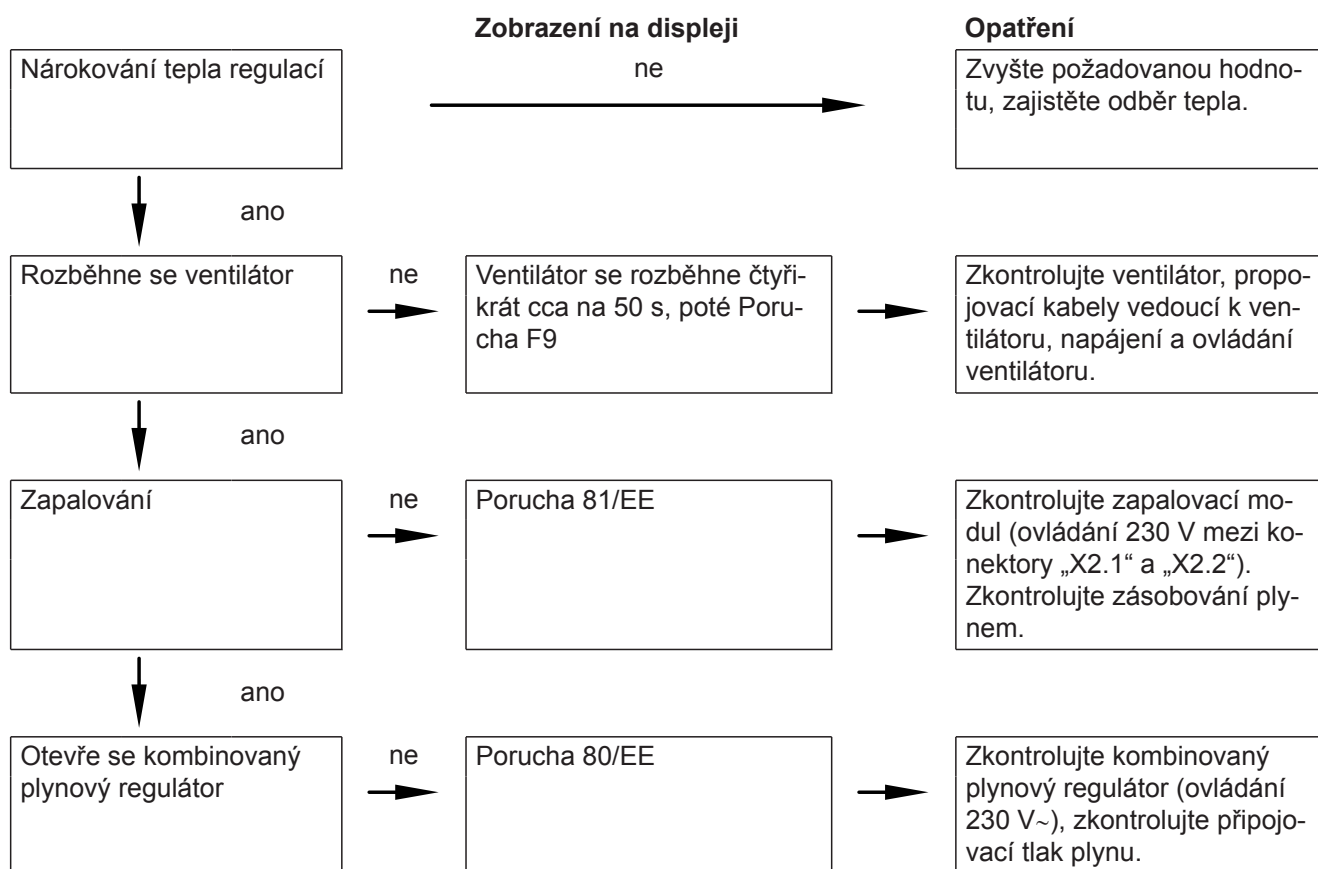 Zobrazení na displeji
Opatření
Nárokování tepla regulací
ne
Zvyšte požadovanou hodno-
tu, zajistěte odběr tepla.
ano
Rozběhne se ventilátor
ne
Ventilátor se rozběhne čtyři-
krát cca na 50 s, poté Poru-
cha F9
Zkontrolujte ventilátor, propo-
jovací kabely vedoucí k ven-
tilátoru, napájení a ovládání
ventilátoru.
ano
Zapalování
ne
Porucha 81/EE
Zkontrolujte zapalovací mo-
dul (ovládání 230 V mezi ko-
nektory „X2.1“ a „X2.2“).
Zkontrolujte zásobování ply-
nem.
ano
Otevře se kombinovaný
plynový regulátor
ne
Porucha 80/EE
Zkontrolujte kombinovaný
plynový regulátor (ovládání
230 V~), zkontrolujte připojo-
vací tlak plynu.